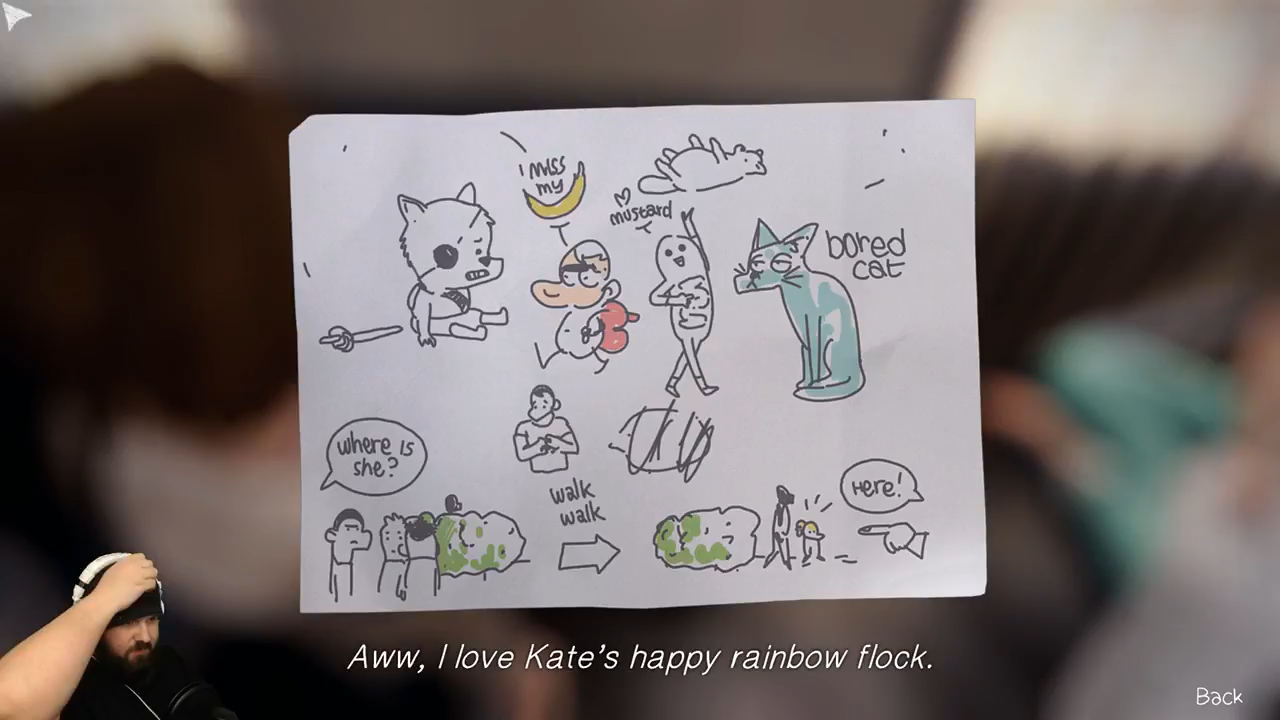 I MISS
MY
mustard
bored
cat
where is
she?
walk
walk
Here!
Aww, I love Kate's happy rainbow flock.
Back